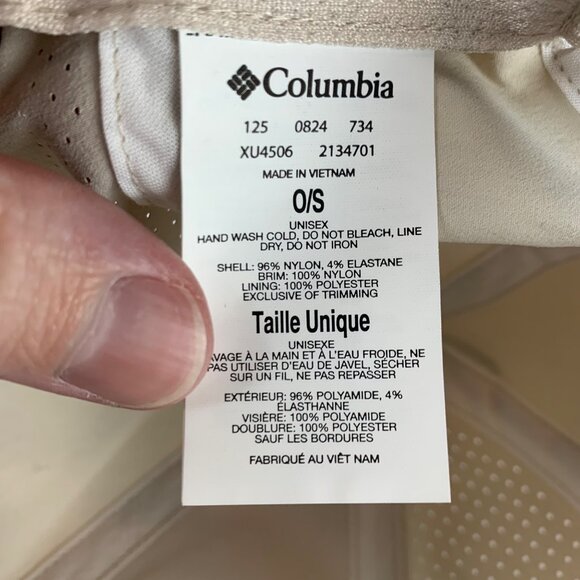 Columbia
125 0824 734
XU4506 2134701
MADE IN VIETNAM
O/S
UNISEX
HAND WASH COLD, DO NOT BLEACH, LINE
DRY, DO NOT IRON
SHELL: 96% NYLON, 4% ELASTANE
BRIM: 100% NYLON
LINING: 100% POLYESTER
EXCLUSIVE OF TRIMMING
Taille Unique
UNISEXE
AVAGE À LA MAIN ET À L'EAU FROIDE, NE
PAS UTILISER D'EAU DE JAVEL, SÉCHER
SUR UN FIL, NE PAS REPASSER
EXTÉRIEUR: 96% POLYAMIDE, 4%
ÉLASTHANNE
VISIÈRE: 100% POLYAMIDE
DOUBLURE: 100% POLYESTER
SAUF LES BORDURES
FABRIQUÉ AU VIÊT NAM